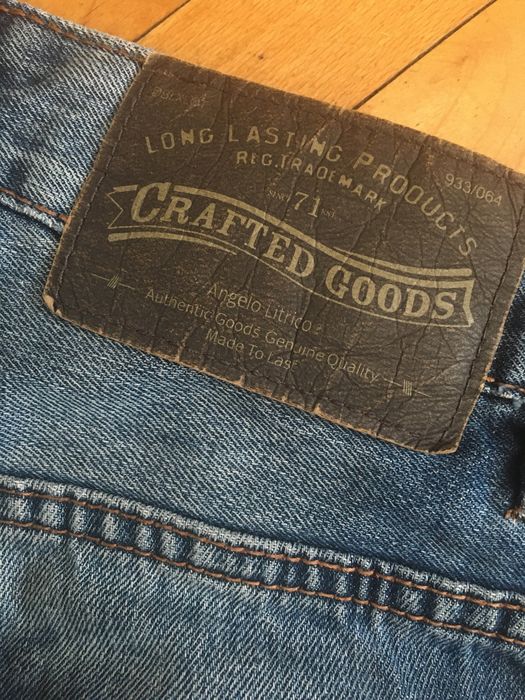 LONG LASTING PRODUCTS
REG.TRADEMARK
933/064
SINCE 71
CRAFTED GOODS
Angelo Litrico
Authentic Goods Genuine Quality
Made To Last